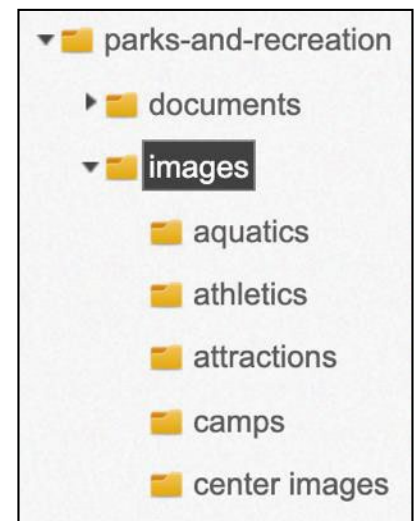 parks-and-recreation
documents
images
aquatics
athletics
attractions
camps
center images